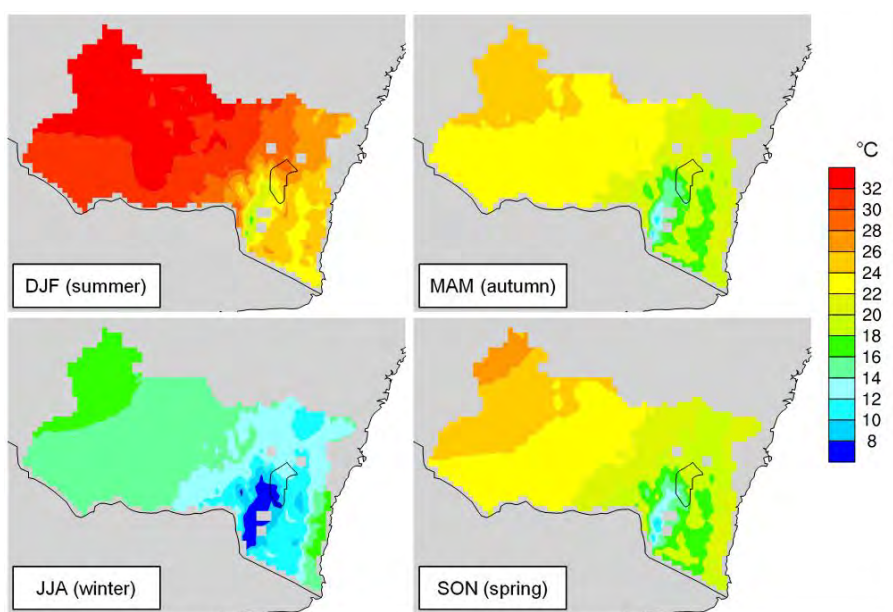 °C
32
30
28
26
24
22
20
18
16
14
12
10
8
DJF (summer)
MAM (autumn)
JJA (winter)
SON (spring)